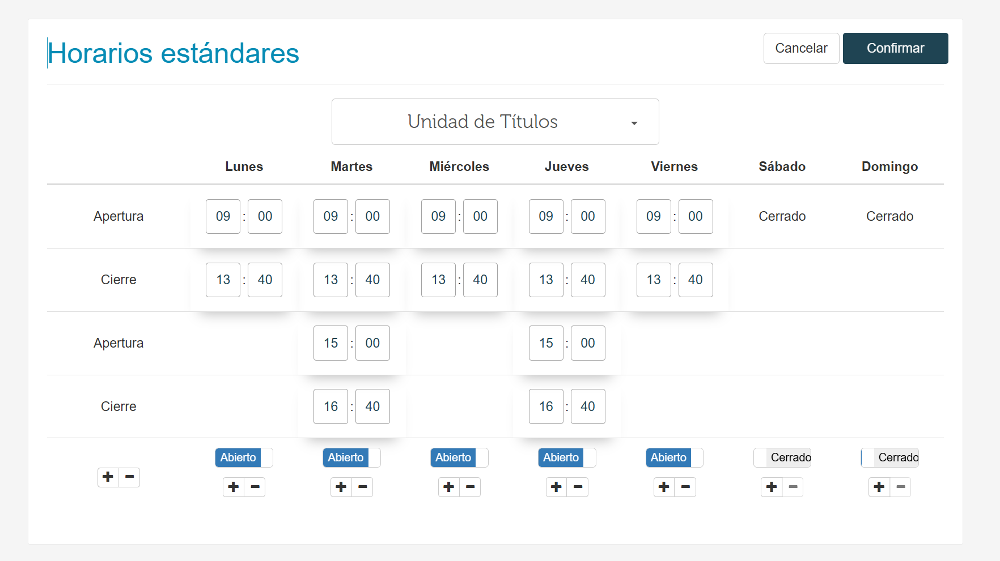 Horarios estándares
Cancelar
Confirmar
Unidad de Títulos
Lunes Martes Miércoles Jueves Viernes Sábado Domingo
Apertura 09 : 00 09 : 00 09 : 00 09 : 00 09 : 00 Cerrado Cerrado
Cierre 13 : 40 13 : 40 13 : 40 13 : 40 13 : 40
Apertura 15 : 00 15 : 00
Cierre 16 : 40 16 : 40
Abierto Abierto Abierto Abierto Abierto Cerrado Cerrado